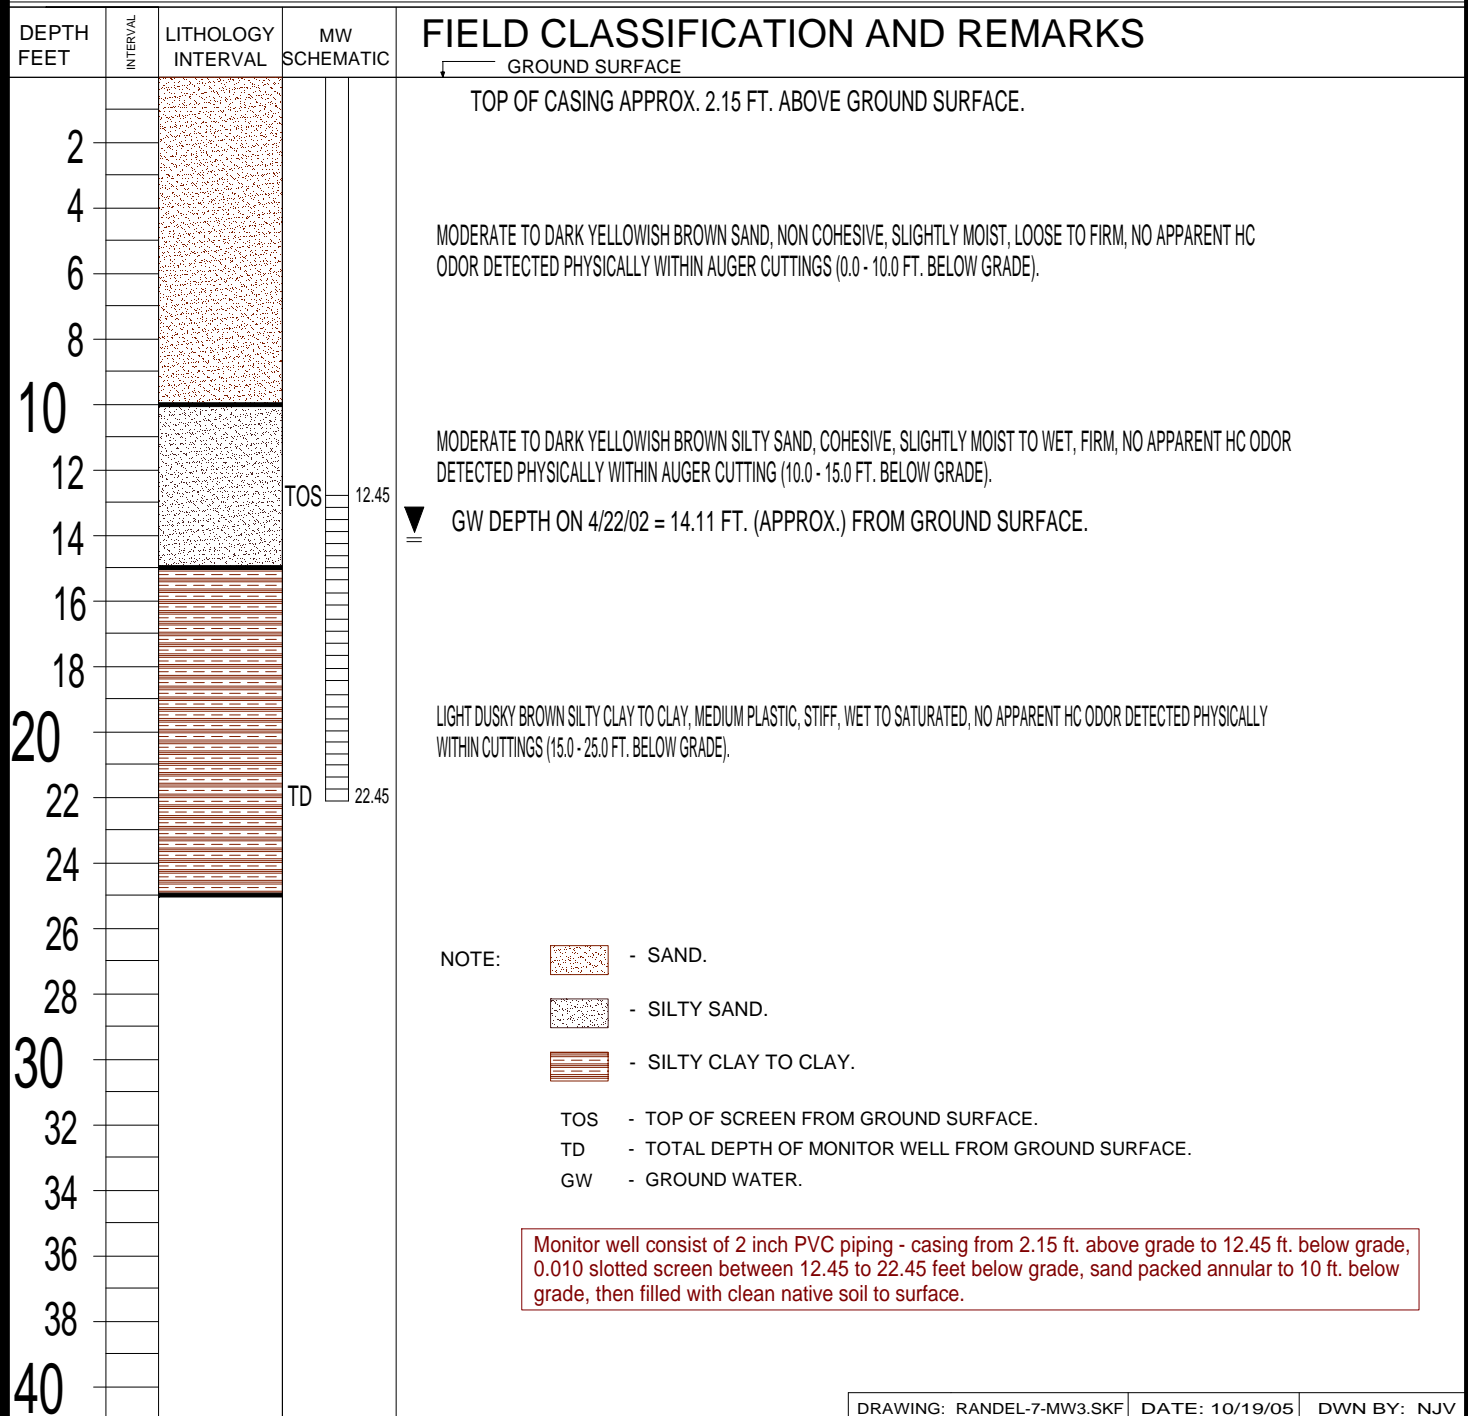 DEPTH
FEET
INTERVAL
LITHOLOGY
INTERVAL
MW
SCHEMATIC
FIELD CLASSIFICATION AND REMARKS
GROUND SURFACE
TOP OF CASING APPROX. 2.15 FT. ABOVE GROUND SURFACE.
2
4
MODERATE TO DARK YELLOWISH BROWN SAND, NON COHESIVE, SLIGHTLY MOIST, LOOSE TO FIRM, NO APPARENT HC
ODOR DETECTED PHYSICALLY WITHIN AUGER CUTTINGS (0.0 - 10.0 FT. BELOW GRADE).
6
8
10
MODERATE TO DARK YELLOWISH BROWN SILTY SAND, COHESIVE, SLIGHTLY MOIST TO WET, FIRM, NO APPARENT HC ODOR
DETECTED PHYSICALLY WITHIN AUGER CUTTING (10.0 - 15.0 FT. BELOW GRADE).
12
TOS 12.45
GW DEPTH ON 4/22/02 = 14.11 FT. (APPROX.) FROM GROUND SURFACE.
14
16
18
LIGHT DUSKY BROWN SILTY CLAY TO CLAY, MEDIUM PLASTIC, STIFF, WET TO SATURATED, NO APPARENT HC ODOR DETECTED PHYSICALLY
WITHIN CUTTINGS (15.0 - 25.0 FT. BELOW GRADE).
20
22
TD 22.45
24
26
28
30
32
34
36
38
40
NOTE: - SAND.
- SILTY SAND.
- SILTY CLAY TO CLAY.
TOS - TOP OF SCREEN FROM GROUND SURFACE.
TD - TOTAL DEPTH OF MONITOR WELL FROM GROUND SURFACE.
GW - GROUND WATER.
Monitor well consist of 2 inch PVC piping - casing from 2.15 ft. above grade to 12.45 ft. below grade,
0.010 slotted screen between 12.45 to 22.45 feet below grade, sand packed annular to 10 ft. below
grade, then filled with clean native soil to surface.
DRAWING: RANDEL-7-MW3.SKF DATE: 10/19/05 DWN BY: NJV